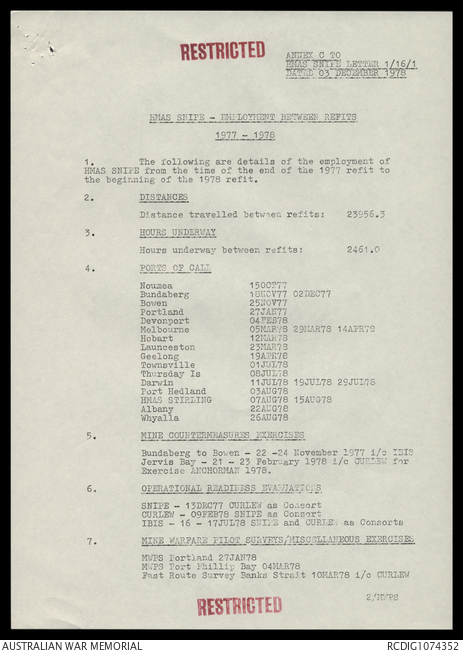 RESTRICTED
ANNEX C TO
HMAS SNIPE LETTER 1/16/1
DATED 03 DECEMBER 1978
HMAS SNIPE - EMPLOYMENT BETWEEN REFITS
1977 - 1978
1. The following are details of the employment of
HMAS SNIPE from the time of the end of the 1977 refit to
the beginning of the 1978 refit.
2. DISTANCES
Distance travelled between refits: 23956.3
3. HOURS UNDERWAY
Hours underway between refits: 2461.0
4. PORTS OF CALL
Noumea 15OCT77
Bundaberg 18NOV77 02DEC77
Bowen 25NOV77
Portland 27JAN77
Devonport 04FEB78
Melbourne 05MAR78 29MAR78 14APR78
Hobart 12MAR78
Launceston 23MAR78
Geelong 19APR78
Townsville 01JUL78
Thursday Is 08JUL78
Darwin 11JUL78 19JUL78 29JUL78
Port Hedland 03AUG78
HMAS STIRLING 07AUG78 15AUG78
Albany 22AUG78
Whyalla 26AUG78
5. MINE COUNTERMEASURES EXERCISES
Bundaberg to Bowen - 22 -24 November 1977 i/c IBIS
Jervis Bay - 21 - 23 February 1978 i/c CURLEW for
Exercise ANCHORMAN 1978.
6. OPERATIONAL READINESS EVALUATIONS
SNIPE - 13DEC77 CURLEW as Consort
CURLEW - 09FEB78 SNIPE as Consort
IBIS - 16 - 17JUL78 SNIPE and CURLEW as Consorts
7. MINE WARFARE PILOT SURVEYS/MISCELLANEOUS EXERCISES
MWPS Portland 27JAN78
MWPS Port Phillip Bay 04MAR78
Fast Route Survey Banks Strait 10MAR78 i/c CURLEW
2/MWPS
RESTRICTED
AUSTRALIAN WAR MEMORIAL
RCDIG1074352